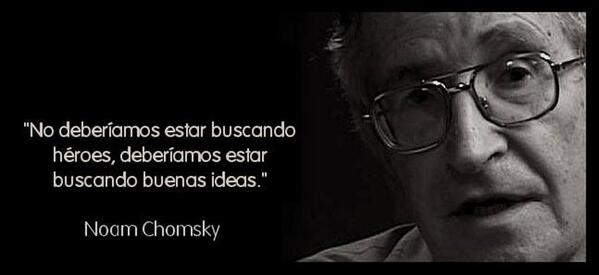 "No deberíamos estar buscando
héroes, deberíamos estar
buscando buenas ideas."
Noam Chomsky